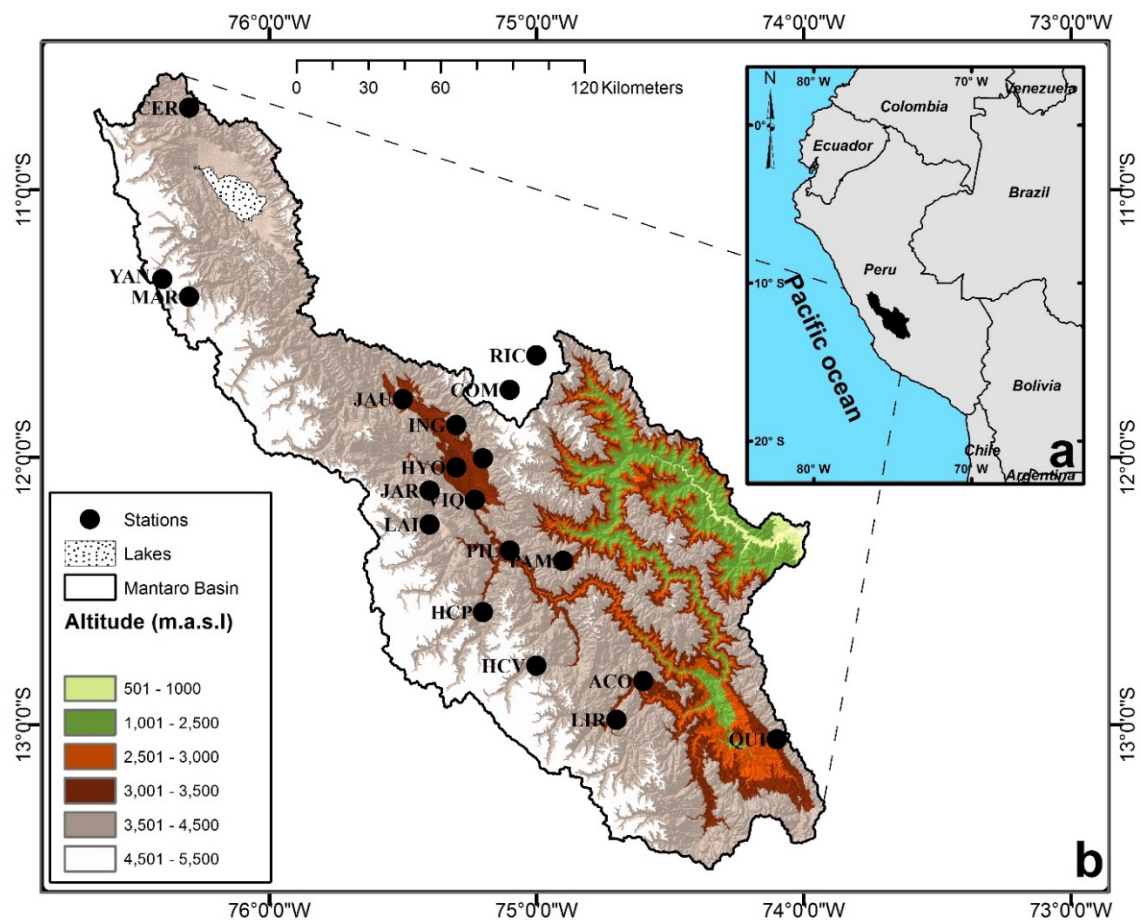 76°0'0"W 75°0'0"W 74°0'0"W 73°0'0"W
0 30 60 120 Kilometers
N
80° W 70° W
Venezuela
Colombia
0°
Ecuador
Brazil
Peru
10° S 10° S
Pacific ocean
Bolivia
20° S 20° S
Chile
Argentina
80° W 70° W
a
11°0'0"S 11°0'0"S
12°0'0"S 12°0'0"S
13°0'0"S 13°0'0"S
CER
YAN
MAR
RIC
COM
JAU
ING
HYO
JAR
VIQ
LAI
PIL
PAM
HCP
HCV
ACO
LIR
QUI
Stations
Lakes
Mantaro Basin
Altitude (m.a.s.l)
501 - 1000
1,001 - 2,500
2,501 - 3,000
3,001 - 3,500
3,501 - 4,500
4,501 - 5,500
b
76°0'0"W 75°0'0"W 74°0'0"W 73°0'0"W